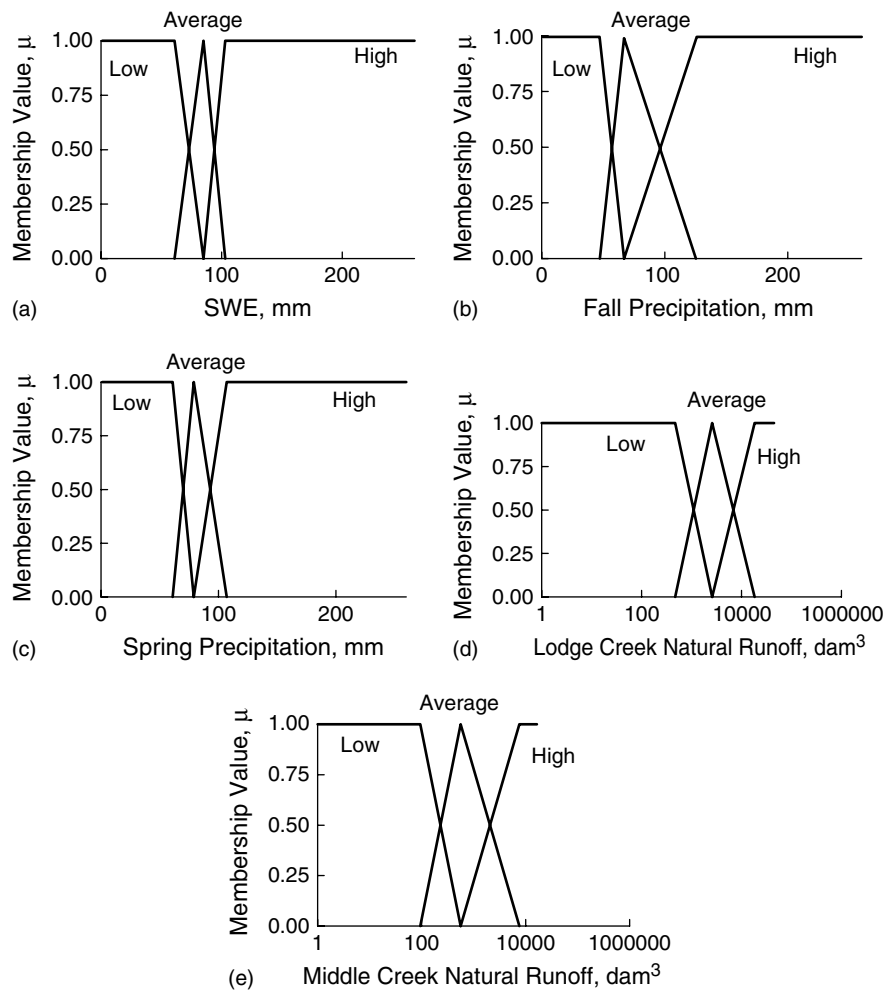 Average
Membership Value, μ
1.00
0.75
0.50
0.25
0.00
Low
High
0
100
200
(a)
SWE, mm
Average
Membership Value, μ
1.00
0.75
0.50
0.25
0.00
Low
High
0
100
200
(b)
Fall Precipitation, mm
Average
Membership Value, μ
1.00
0.75
0.50
0.25
0.00
Low
High
0
100
200
(c)
Spring Precipitation, mm
Average
Membership Value, μ
1.00
0.75
0.50
0.25
0.00
Low
High
1
100
10000
1000000
(d)
Lodge Creek Natural Runoff, dam³
Average
Membership Value, μ
1.00
0.75
0.50
0.25
0.00
Low
High
1
100
10000
1000000
(e)
Middle Creek Natural Runoff, dam³